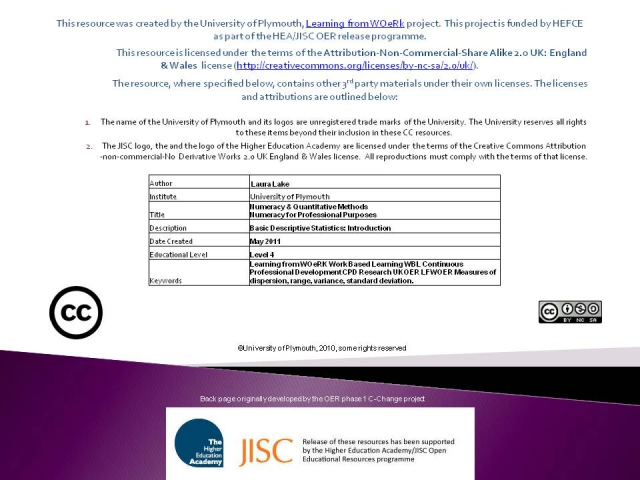 This resource was created by the University of Plymouth, Learning from WOeRk project. This project is funded by HEFCE
as part of the HEA/JISC OER release programme.
This resource is licensed under the terms of the Attribution-Non-Commercial-Share Alike 2.0 UK: England
& Wales license (http://creativecommons.org/licenses/by-nc-sa/2.0/uk/).
The resource, where specified below, contains other 3rd party materials under their own licenses. The licenses
and attributions are outlined below:
1. The name of the University of Plymouth and its logos are unregistered trade marks of the University. The University reserves all rights
to these items beyond their inclusion in these CC resources.
2. The JISC logo, the and the logo of the Higher Education Academy are licensed under the terms of the Creative Commons Attribution
-non-commercial-No Derivative Works 2.0 UK England & Wales license. All reproductions must comply with the terms of that license.
Author Laura Lake
Institute University of Plymouth
Title Numeracy & Quantitative Methods
Numeracy for Professional Purposes
Description Basic Descriptive Statistics: Introduction
Date Created May 2011
Educational Level Level 4
Keywords Learning from WOeRK Work Based Learning WBL Continuous
Professional Development CPD Research UKOER LFWOER Measures of
dispersion, range, variance, standard deviation.
CC
CC BY NC SA
©University of Plymouth, 2010, some rights reserved
Back page originally developed by the OER phase 1 C-Change project
The
Higher
Education
Academy
JISC
Release of these resources has been supported
by the Higher Education Academy/JISC Open
Educational Resources programme